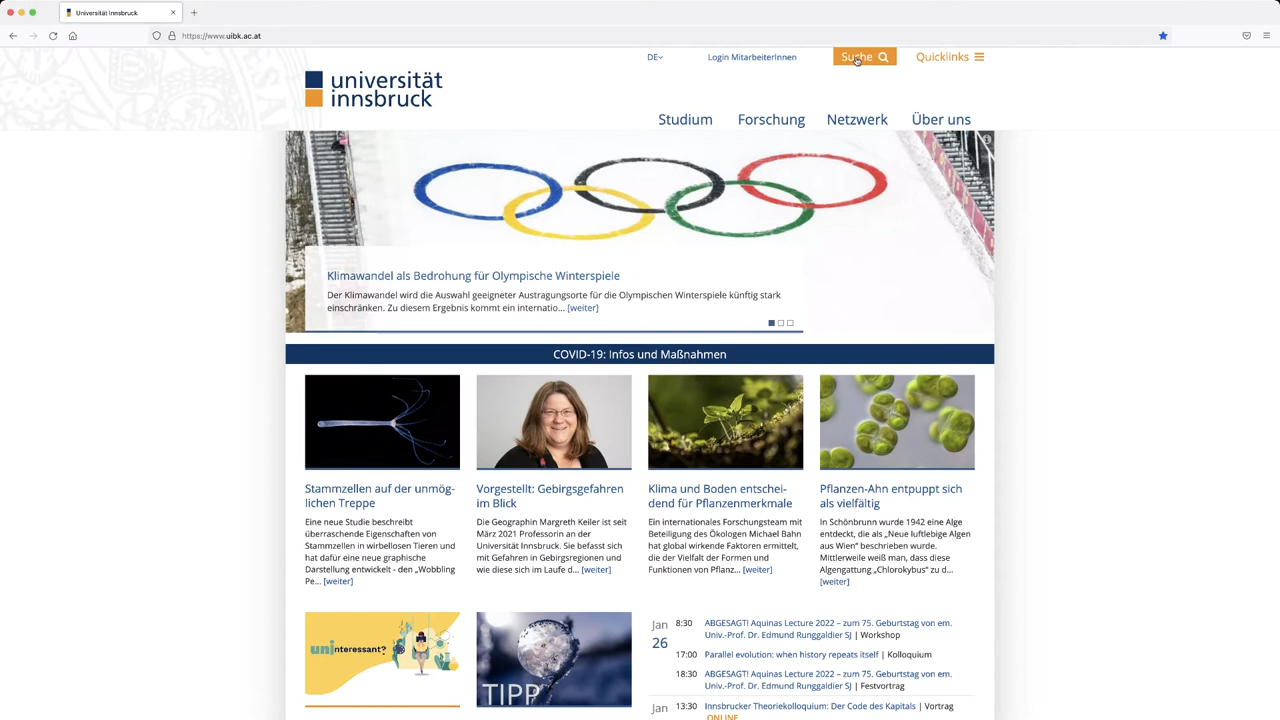 Universität Innsbruck
https://www.uibk.ac.at
DE
Login MitarbeiterInnen
Suche
Quicklinks
universität
innsbruck
Studium
Forschung
Netzwerk
Über uns
Klimawandel als Bedrohung für Olympische Winterspiele
Der Klimawandel wird die Auswahl geeigneter Austragungsorte für die Olympischen Winterspiele künftig stark
einschränken. Zu diesem Ergebnis kommt ein internatio... [weiter]
COVID-19: Infos und Maßnahmen
Stammzellen auf der unmög-
lichen Treppe
Eine neue Studie beschreibt
überraschende Eigenschaften von
Stammzellen in wirbellosen Tieren und
hat dafür eine neue graphische
Darstellung entwickelt - den „Wobbling
Pe... [weiter]
Vorgestellt: Gebirgsgefahren
im Blick
Die Geographin Margreth Keiler ist seit
März 2021 Professorin an der
Universität Innsbruck. Sie befasst sich
mit Gefahren in Gebirgsregionen und
wie diese sich im Laufe d... [weiter]
Klima und Boden entschei-
dend für Pflanzenmerkmale
Ein internationales Forschungsteam mit
Beteiligung des Ökologen Michael Bahn
hat global wirkende Faktoren ermittelt,
die der Vielfalt der Formen und
Funktionen von Pflanz... [weiter]
Pflanzen-Ahn entpuppt sich
als vielfältig
In Schönbrunn wurde 1942 eine Alge
entdeckt, die als „Neue luftlebige Algen
aus Wien“ beschrieben wurde.
Mittlerweile weiß man, dass diese
Algengattung „Chlorokybus“ zu d...
[weiter]
uninteressant?
TIPP
Jan
26
8:30 ABGESAGT! Aquinas Lecture 2022 – zum 75. Geburtstag von em.
Univ.-Prof. Dr. Edmund Runggaldier SJ | Workshop
17:00 Parallel evolution: when history repeats itself | Kolloquium
18:30 ABGESAGT! Aquinas Lecture 2022 – zum 75. Geburtstag von em.
Univ.-Prof. Dr. Edmund Runggaldier SJ | Festvortrag
Jan
13:30 Innsbrucker Theoriekolloquium: Der Code des Kapitals | Vortrag
ONLINE